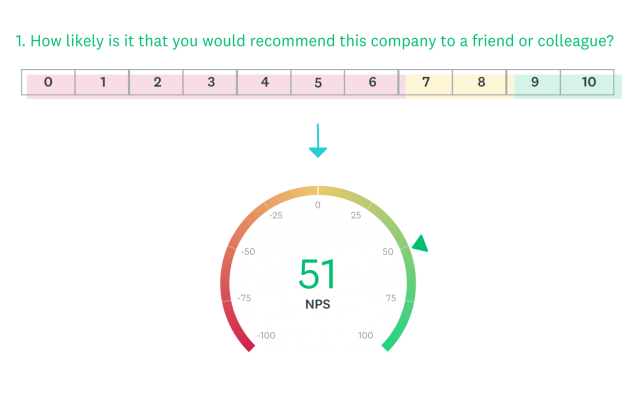 1. How likely is it that you would recommend this company to a friend or colleague?
0 1 2 3 4 5 6 7 8 9 10
0
-25 25
-50 50
51
-75 75
NPS
-100 100